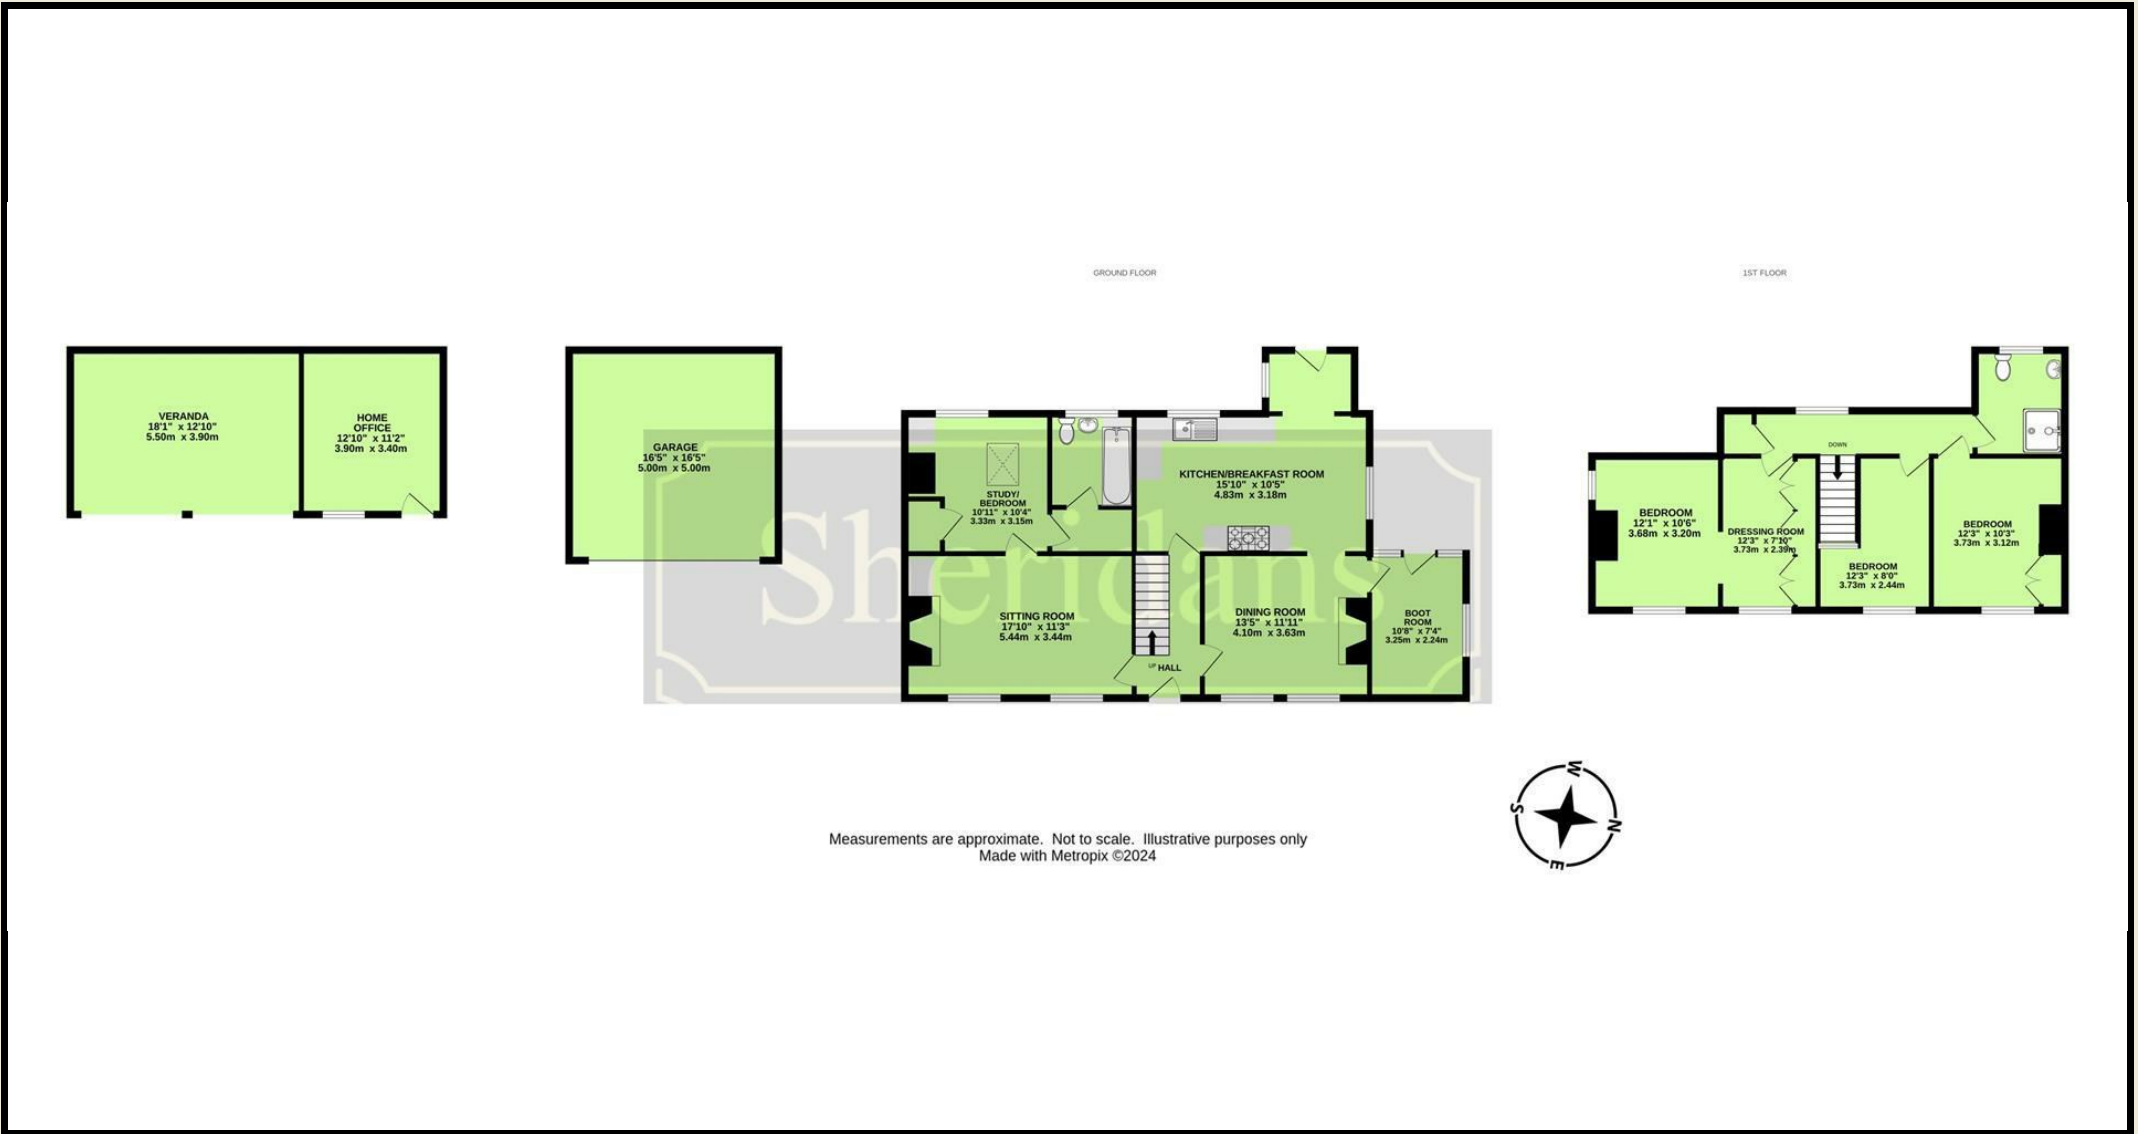 GROUND FLOOR
1ST FLOOR
VERANDA
18'1" x 12'10"
5.50m x 3.90m
HOME
OFFICE
12'10" x 11'2"
3.90m x 3.40m
GARAGE
16'5" x 16'5"
5.00m x 5.00m
STUDY/
BEDROOM
10'11" x 10'4"
3.33m x 3.15m
KITCHEN/BREAKFAST ROOM
15'10" x 10'5"
4.83m x 3.18m
SITTING ROOM
17'10" x 11'3"
5.44m x 3.44m
UP
HALL
DINING ROOM
13'5" x 11'11"
4.10m x 3.63m
BOOT
ROOM
10'8" x 7'4"
3.25m x 2.24m
Sheridans
DOWN
BEDROOM
12'1" x 10'6"
3.68m x 3.20m
DRESSING ROOM
12'3" x 7'10"
3.73m x 2.39m
BEDROOM
12'3" x 8'0"
3.73m x 2.44m
BEDROOM
12'3" x 10'3"
3.73m x 3.12m
W
S
N
E
Measurements are approximate. Not to scale. Illustrative purposes only
Made with Metropix ©2024